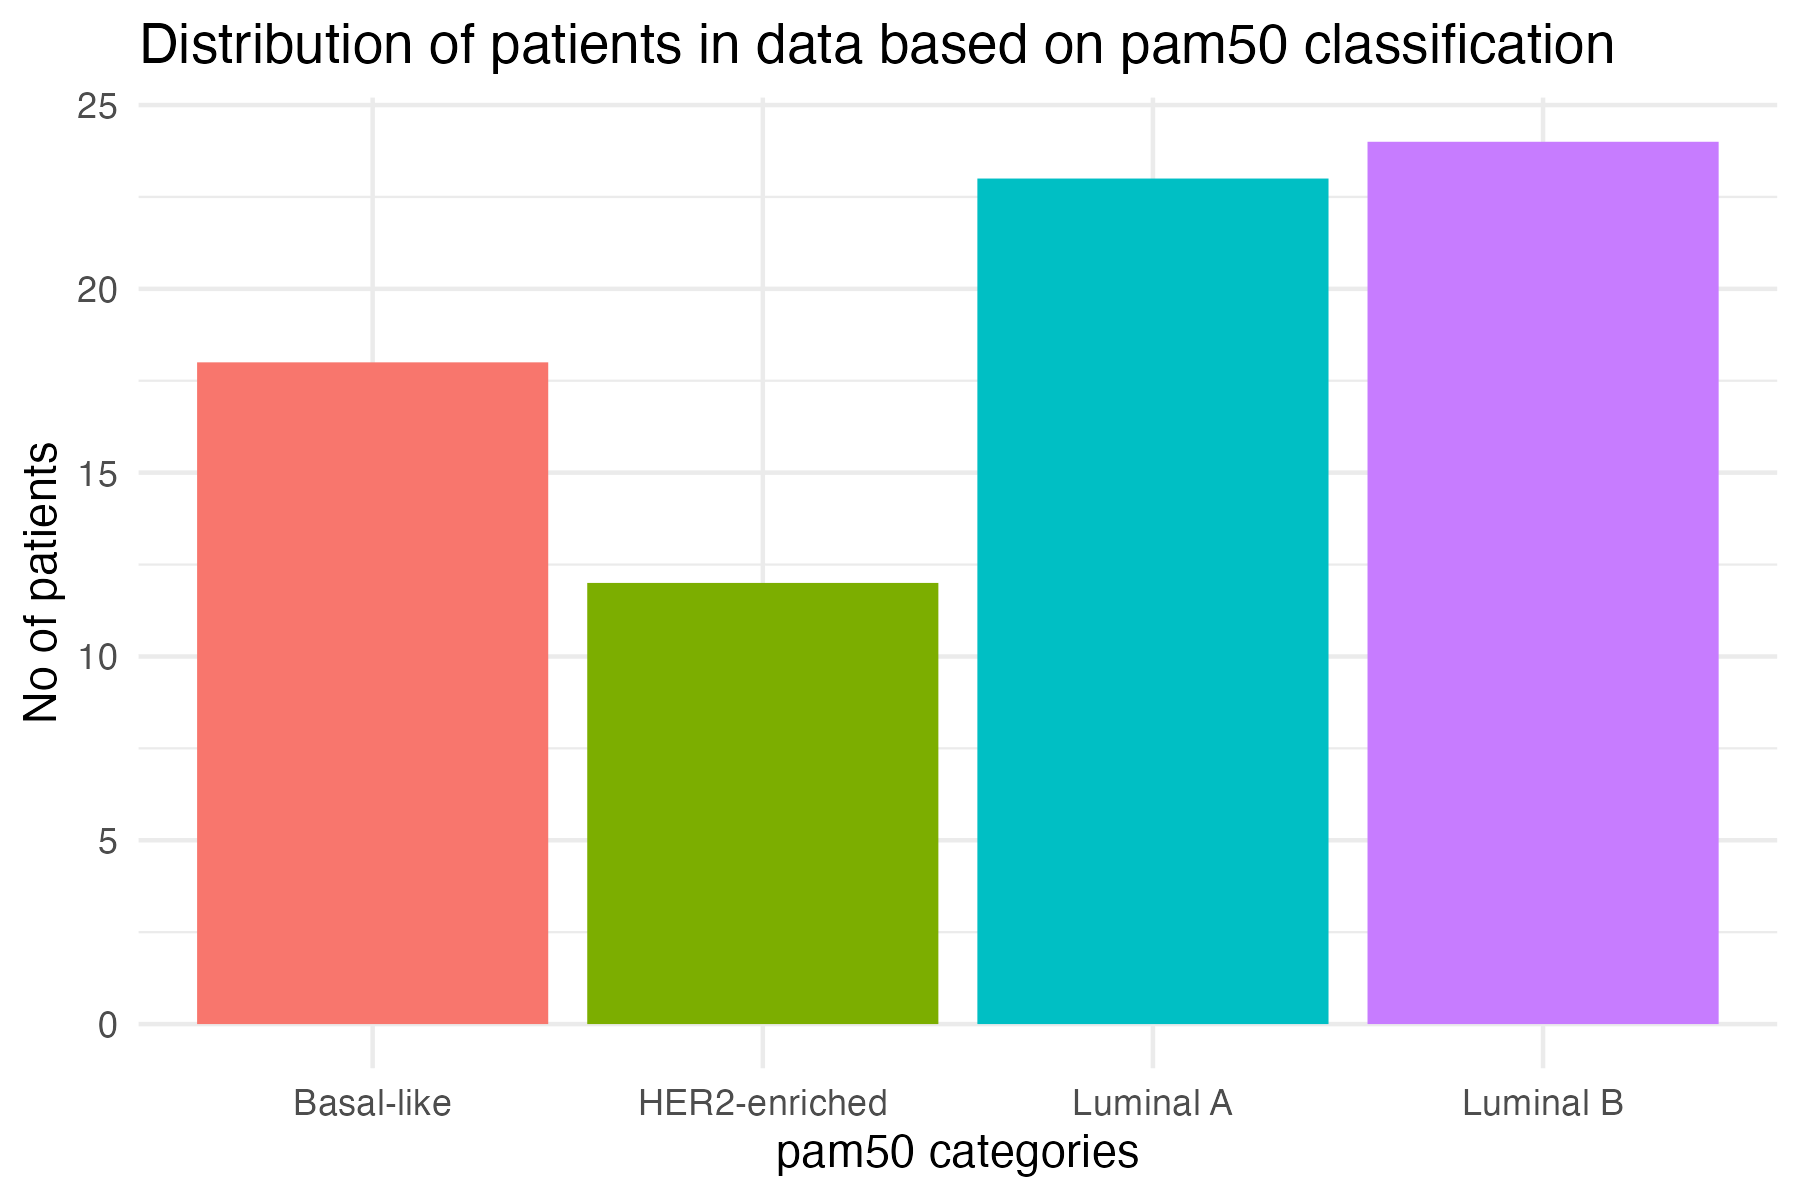 Distribution of patients in data based on pam50 classification
No of patients
25
20
15
10
5
0
Basal-like
HER2-enriched
Luminal A
Luminal B
pam50 categories